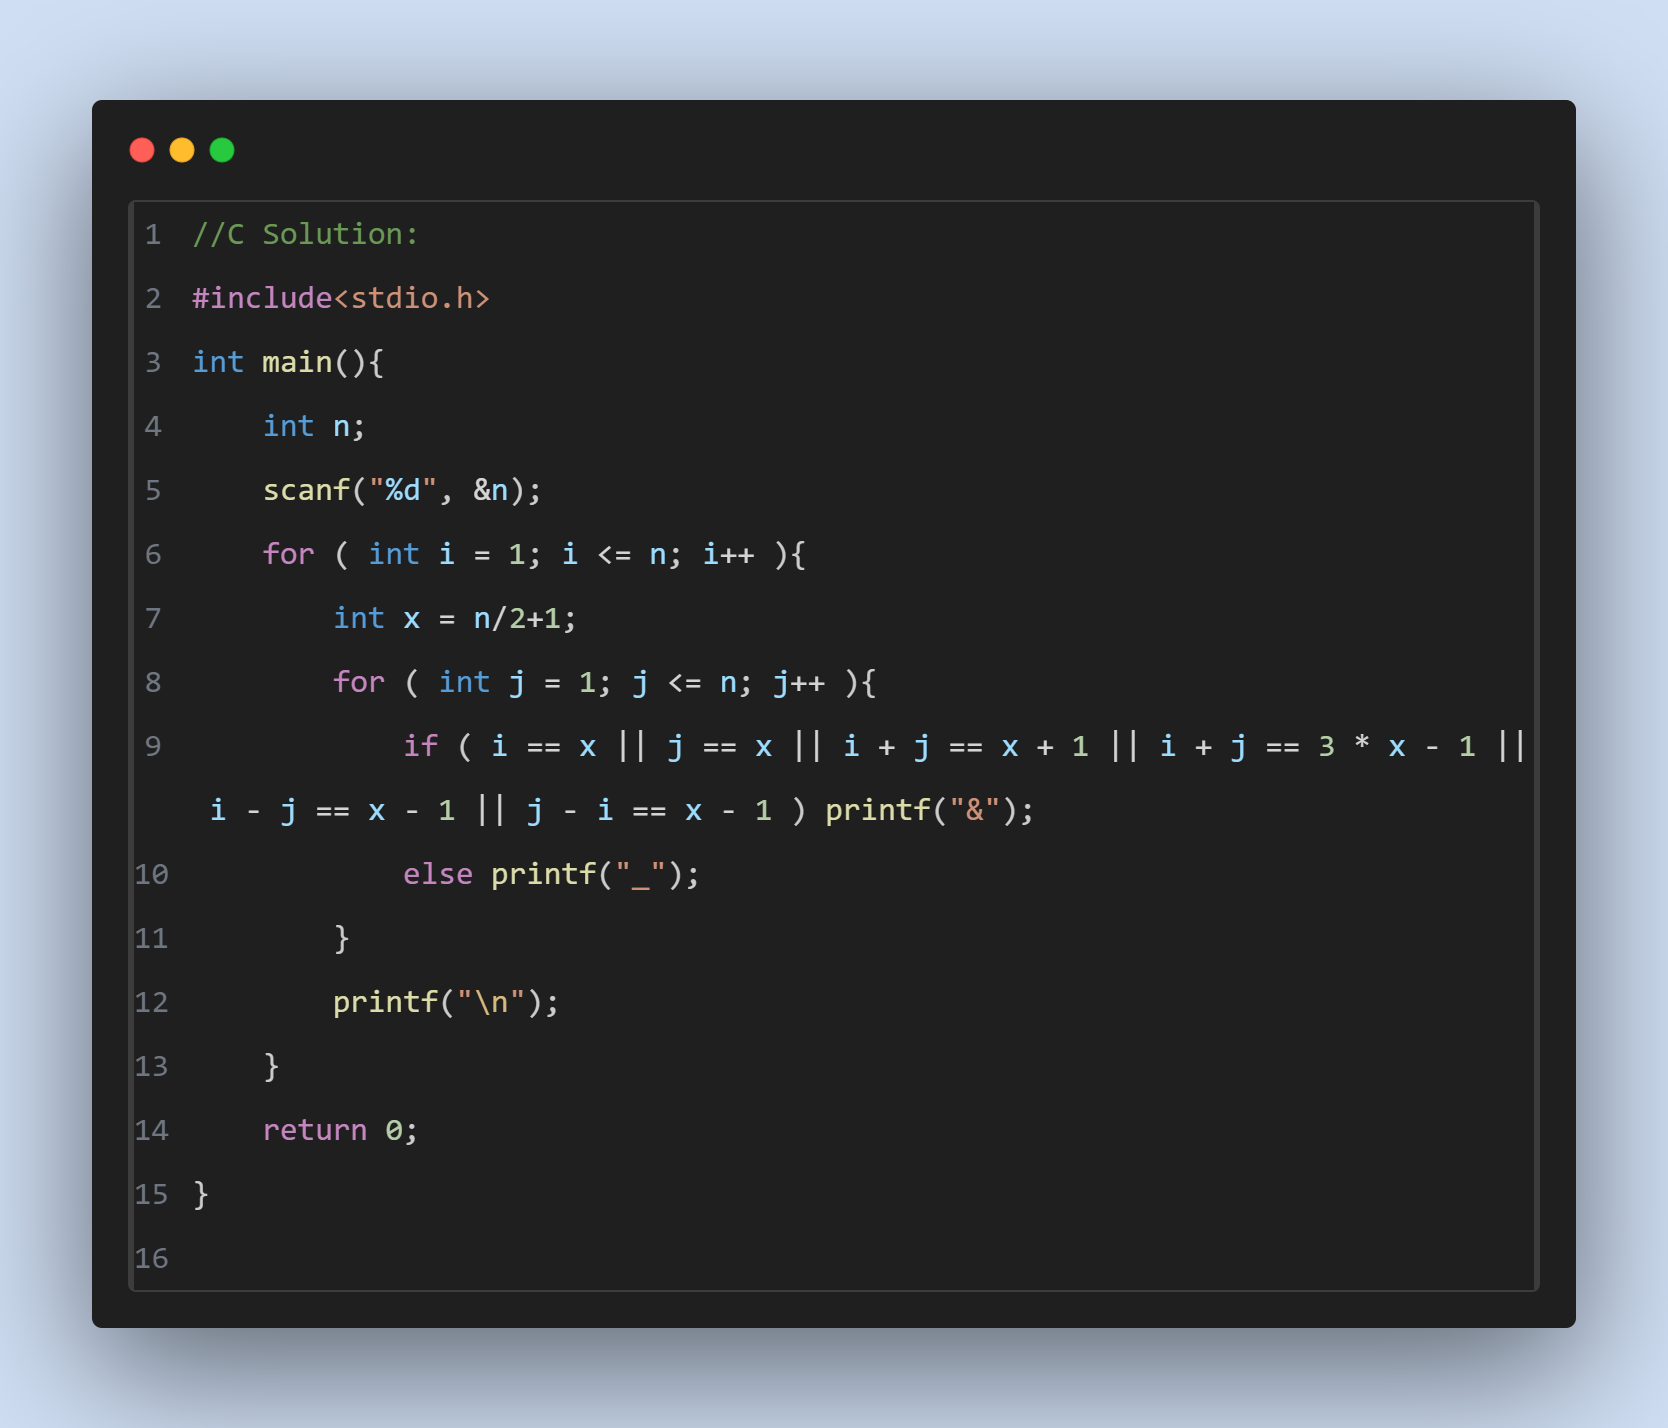 1 //C Solution:
2 #include<stdio.h>
3 int main(){
4     int n;
5     scanf("%d", &n);
6     for ( int i = 1; i <= n; i++ ){
7         int x = n/2+1;
8         for ( int j = 1; j <= n; j++ ){
9             if ( i == x || j == x || i + j == x + 1 || i + j == 3 * x - 1 ||
 i - j == x - 1 || j - i == x - 1 ) printf("&");
10             else printf("_");
11         }
12         printf("\n");
13     }
14     return 0;
15 }
16